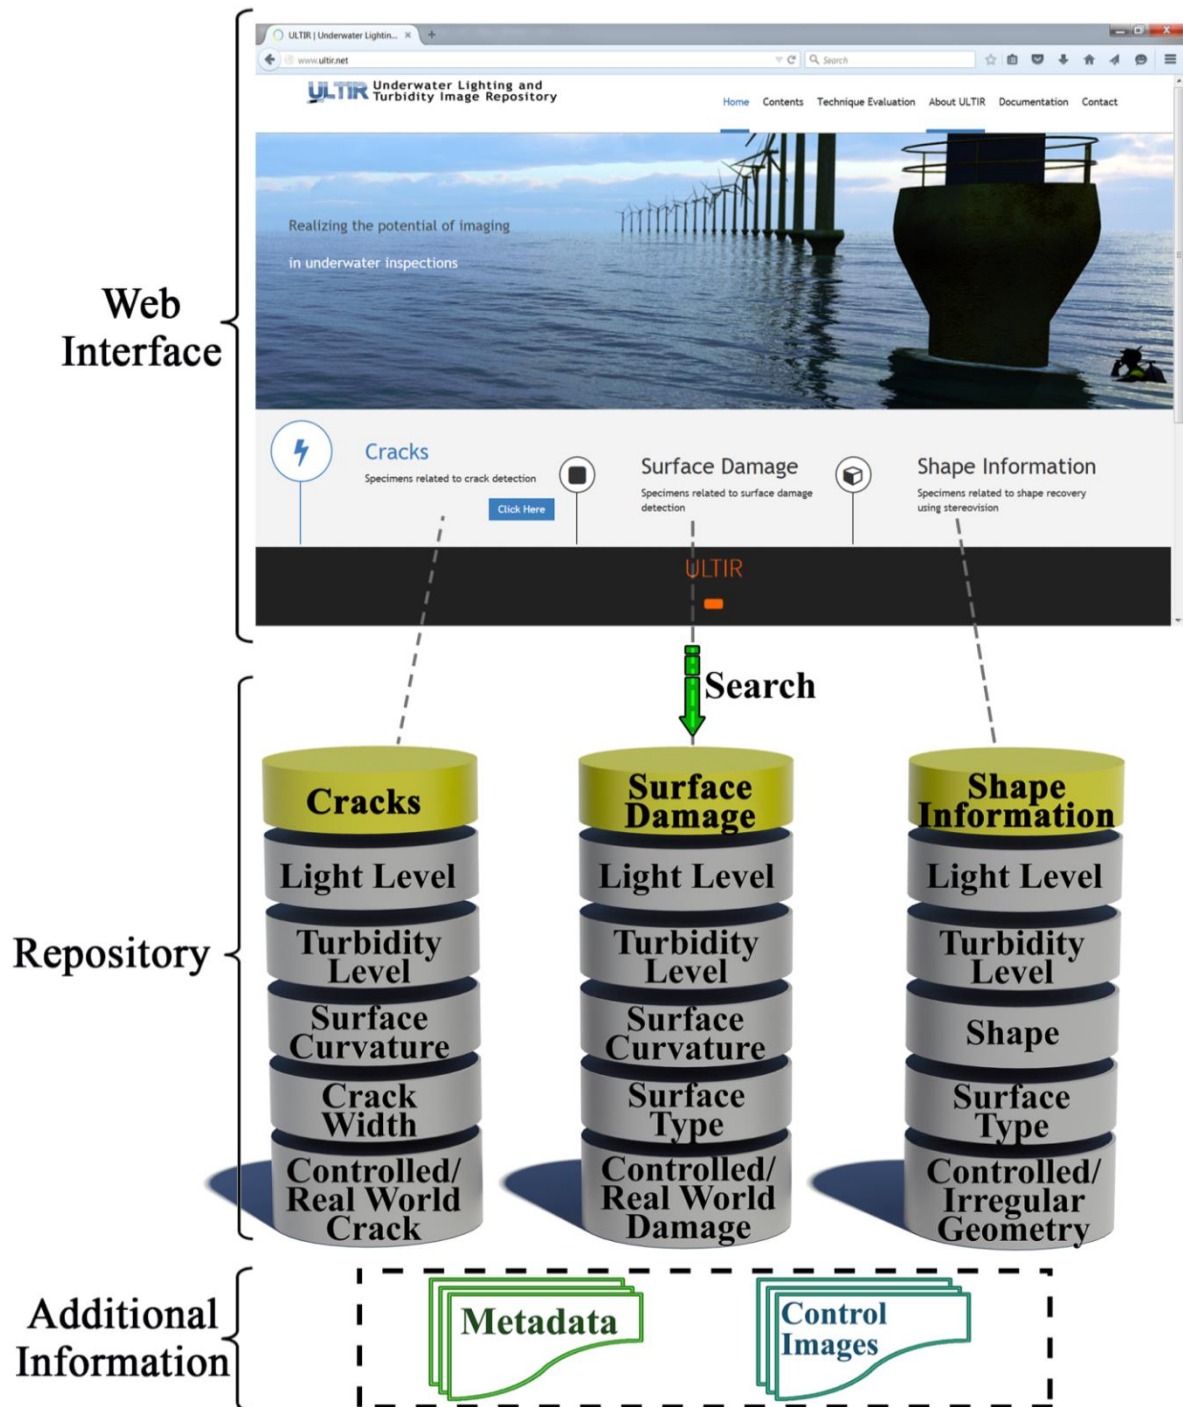 ULTIR | Underwater Lightin...
www.ultir.net
Search
ULTIR Underwater Lighting and
Turbidity Image Repository
Home Contents Technique Evaluation About ULTIR Documentation Contact
Realizing the potential of imaging
in underwater inspections
Web
Interface
Cracks
Specimens related to crack detection
Click Here
Surface Damage
Specimens related to surface damage
detection
Shape Information
Specimens related to shape recovery
using stereovision
ULTIR
Search
Repository
Cracks
Light Level
Turbidity
Level
Surface
Curvature
Crack
Width
Controlled/
Real World
Crack
Surface
Damage
Light Level
Turbidity
Level
Surface
Curvature
Surface
Type
Controlled/
Real World
Damage
Shape
Information
Light Level
Turbidity
Level
Shape
Surface
Type
Controlled/
Irregular
Geometry
Additional
Information
Metadata
Control
Images